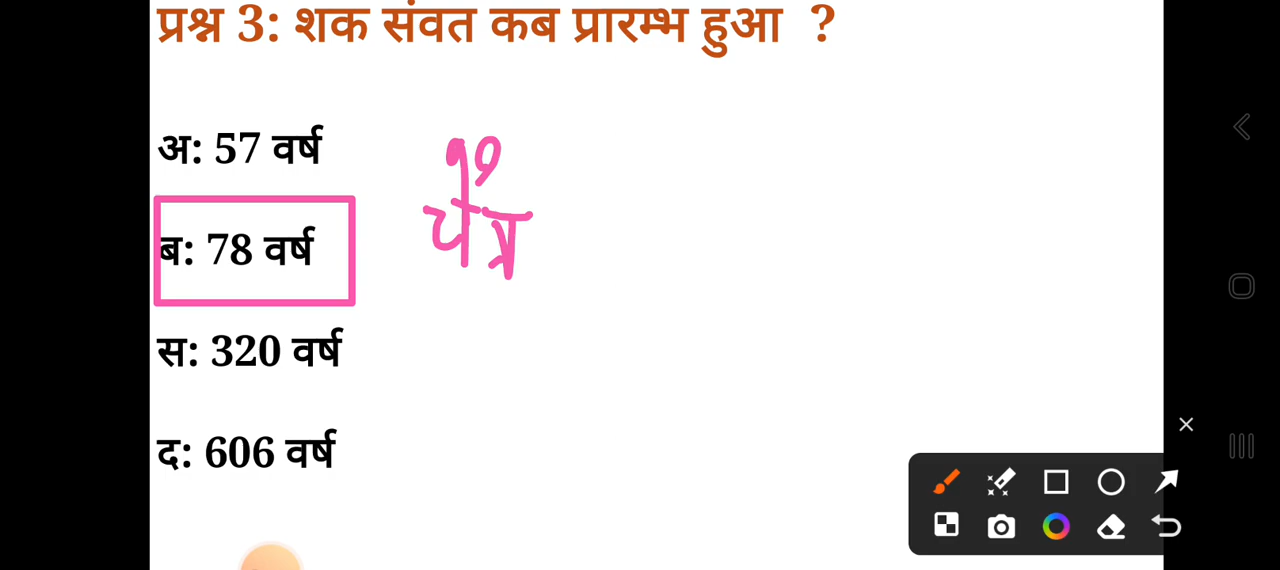 प्रश्न 3: शक संवत कब प्रारम्भ हुआ ?
अ: 57 वर्ष
ब: 78 वर्ष
चैत्र
स: 320 वर्ष
द: 606 वर्ष